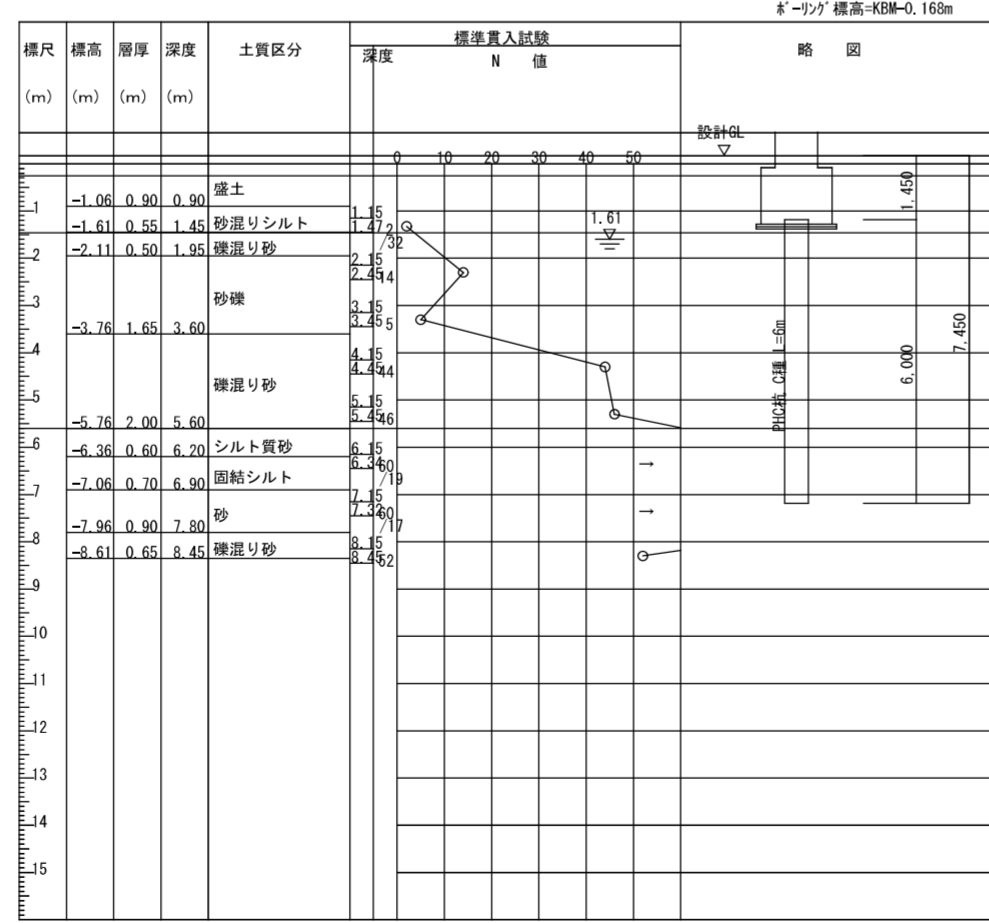 ﾎﾞｰﾘﾝｸﾞ標高=KBM-0.168m
標尺 標高 層厚 深度 土質区分 標準貫入試験 略 図
深度 N 値
(m) (m) (m) (m)
設計GL
0 10 20 30 40 50
盛土
1 -1.06 0.90 0.90
1.15
-1.61 0.55 1.45 砂混りシルト 1.47 2/32
1.61
1,450
2 -2.11 0.50 1.95 礫混り砂
2.15
2.45 14
砂礫
3
3.15
3.45 5
-3.76 1.65 3.60
4
4.15
4.45 44
礫混り砂
5
5.15
5.45 46
-5.76 2.00 5.60
PHC杭 C種 L=6m
6,000
7,450
6 -6.36 0.60 6.20 シルト質砂 6.15
6.34 60/19
→
7 -7.06 0.70 6.90 固結シルト
7.15
7.32 60/17
→
砂
-7.96 0.90 7.80
8
8.15
-8.61 0.65 8.45 礫混り砂 8.45 52
9
10
11
12
13
14
15